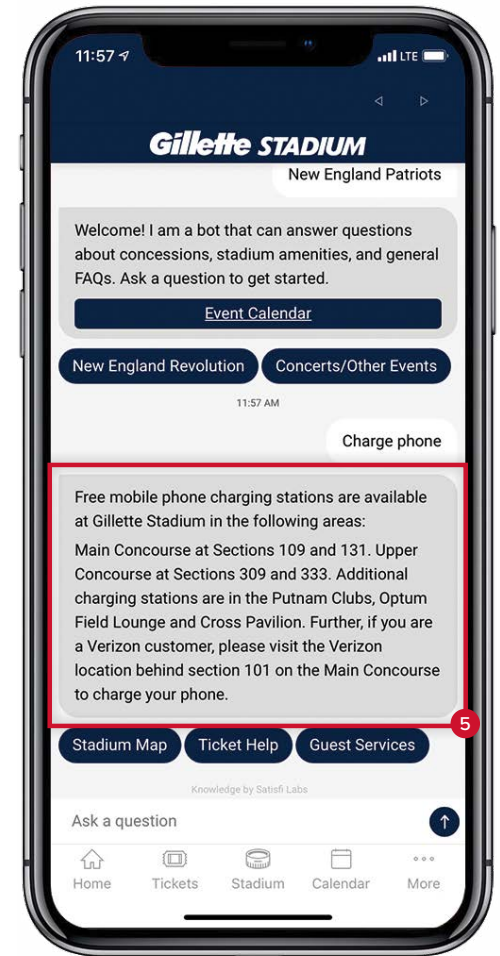 11:57
LTE
Gillette STADIUM
New England Patriots
Welcome! I am a bot that can answer questions
about concessions, stadium amenities, and general
FAQs. Ask a question to get started.
Event Calendar
New England Revolution
Concerts/Other Events
11:57 AM
Charge phone
Free mobile phone charging stations are available
at Gillette Stadium in the following areas:
Main Concourse at Sections 109 and 131. Upper
Concourse at Sections 309 and 333. Additional
charging stations are in the Putnam Clubs, Optum
Field Lounge and Cross Pavilion. Further, if you are
a Verizon customer, please visit the Verizon
location behind section 101 on the Main Concourse
to charge your phone.
5
Stadium Map
Ticket Help
Guest Services
Knowledge by Satisfi Labs
Ask a question
Home
Tickets
Stadium
Calendar
More